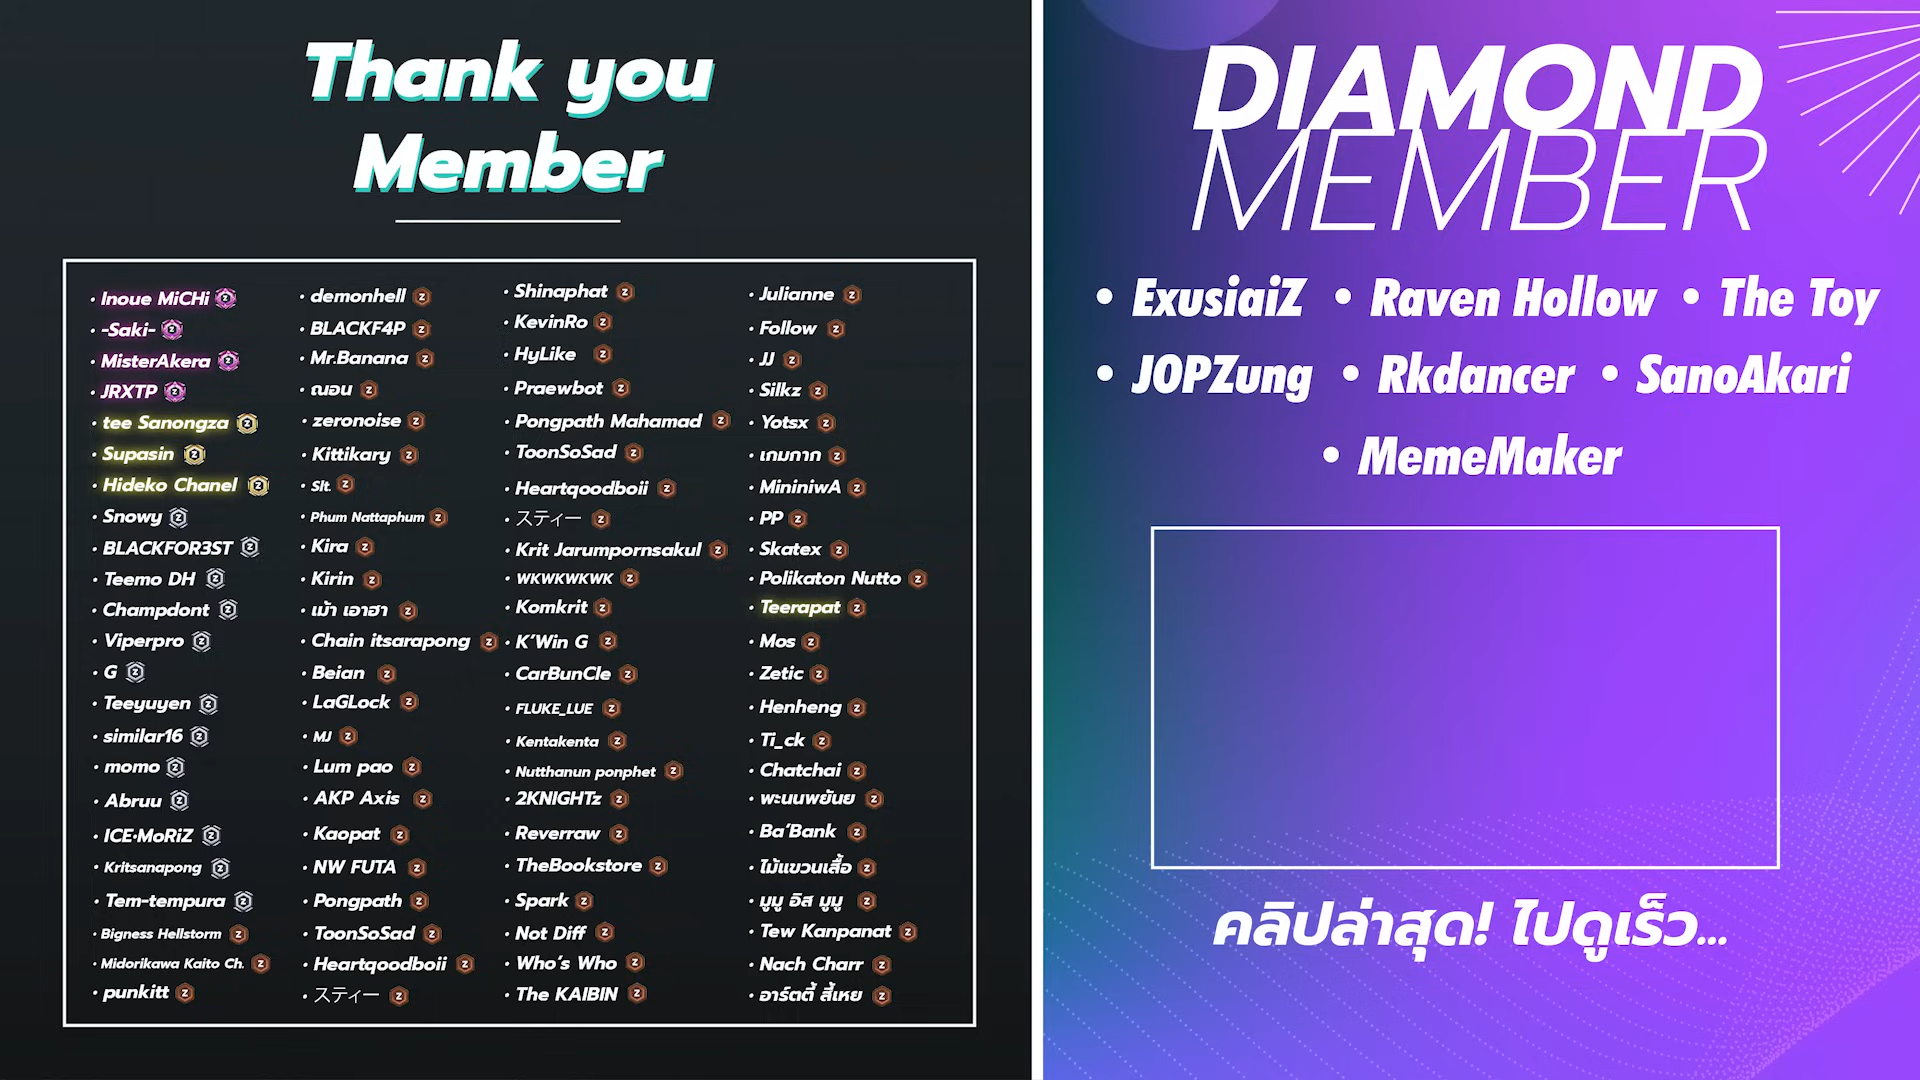 Thank you
Member
• Inoue MiCHi
• -Saki-
• MisterAkera
• JRXTP
• tee Sanongza
• Supasin
• Hideko Chanel
• Snowy
• BLACKFOR3ST
• Teemo DH
• Champdont
• Viperpro
• G
• Teeyuyen
• similar16
• momo
• Abruu
• ICE•MoRiZ
• Kritsanapong
• Tem-tempura
• Bigness Hellstorm
• Midorikawa Kaito Ch.
• punkitt
• demonhell
• BLACKF4P
• Mr.Banana
• ฌอน
• zeronoise
• Kittikary
• Slt.
• Phum Nattaphum
• Kira
• Kirin
• เม้า เอาฮา
• Chain itsarapong
• Beian
• LaGLock
• MJ
• Lum pao
• AKP Axis
• Kaopat
• NW FUTA
• Pongpath
• ToonSoSad
• Heartqoodboii
• スティー
• Shinaphat
• KevinRo
• HyLike
• Praewbot
• Pongpath Mahamad
• ToonSoSad
• Heartqoodboii
• スティー
• Krit Jarumpornsakul
• WKWKWKWK
• Komkrit
• K'Win G
• CarBunCle
• FLUKE_LUE
• Kentakenta
• Nutthanun ponphet
• 2KNIGHTz
• Reverraw
• TheBookstore
• Spark
• Not Diff
• Who's Who
• The KAIBIN
• Julianne
• Follow
• JJ
• Silkz
• Yotsx
• เกมกาก
• MininiwA
• PP
• Skatex
• Polikaton Nutto
• Teerapat
• Mos
• Zetic
• Henheng
• Ti_ck
• Chatchai
• พะนนพยันย
• Ba'Bank
• ไม้แขวนเสื้อ
• มูมู อิส มูมู
• Tew Kanpanat
• Nach Charr
• อาร์ตตี้ สี้เหย
DIAMOND
MEMBER
• ExusiaiZ • Raven Hollow • The Toy
• JOPZung • Rkdancer • SanoAkari
• MemeMaker
คลิปล่าสุด! ไปดูเร็ว...